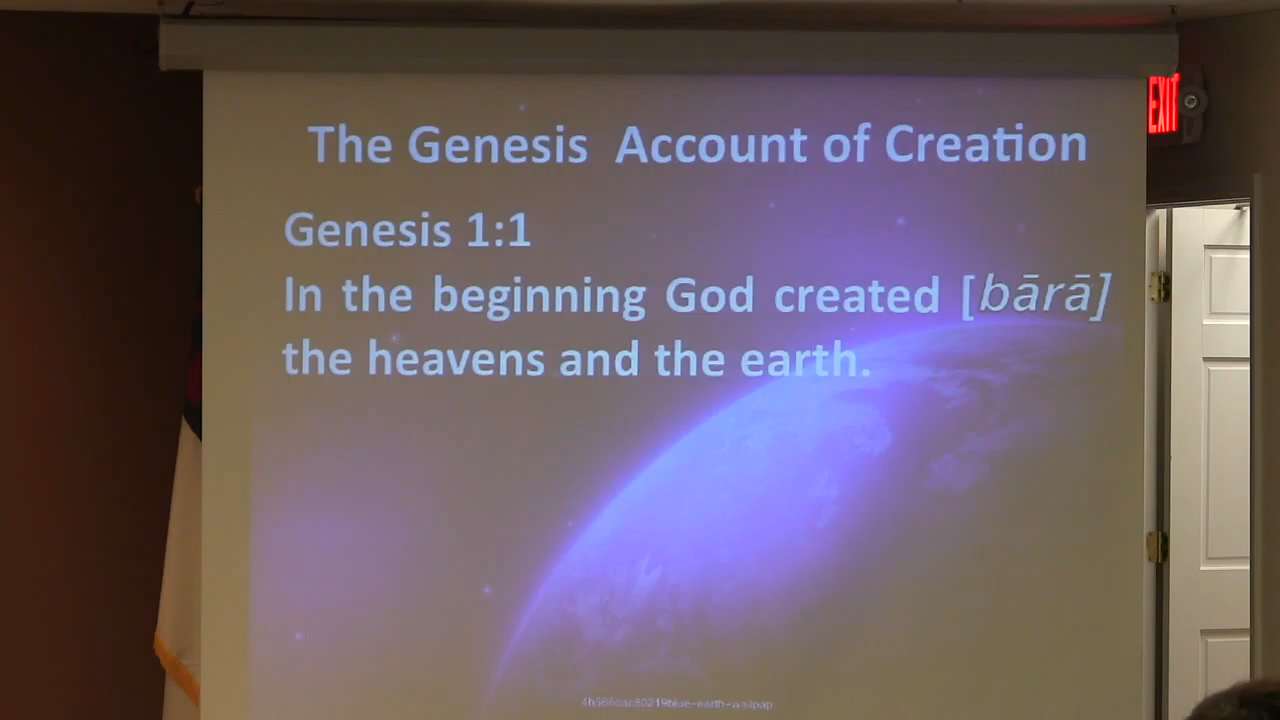 The Genesis Account of Creation
Genesis 1:1
In the beginning God created [bārā]
the heavens and the earth.
EXIT